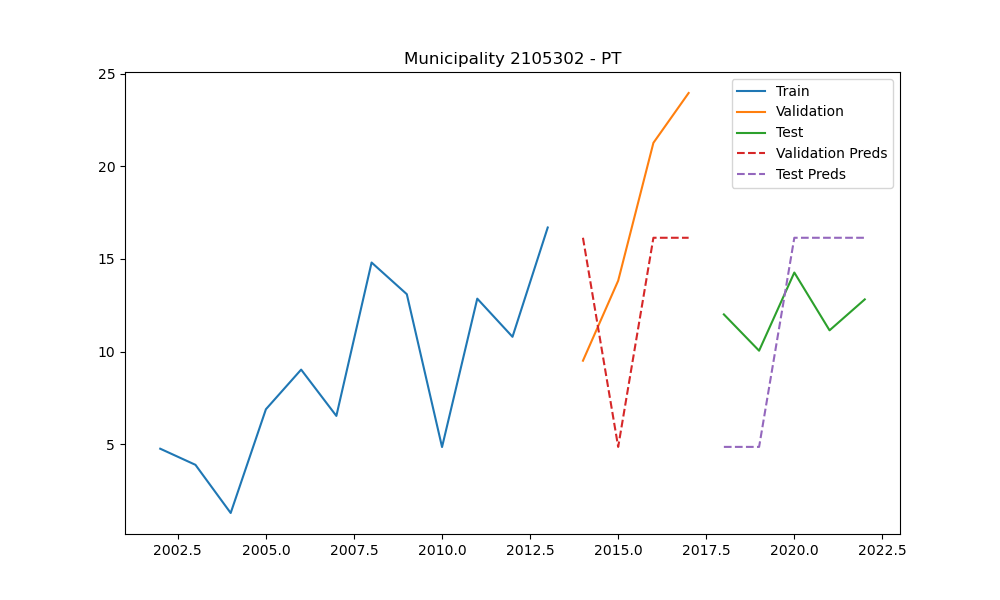 Municipality 2105302 - PT
25
20
15
10
5
Train
Validation
Test
Validation Preds
Test Preds
2002.5 2005.0 2007.5 2010.0 2012.5 2015.0 2017.5 2020.0 2022.5